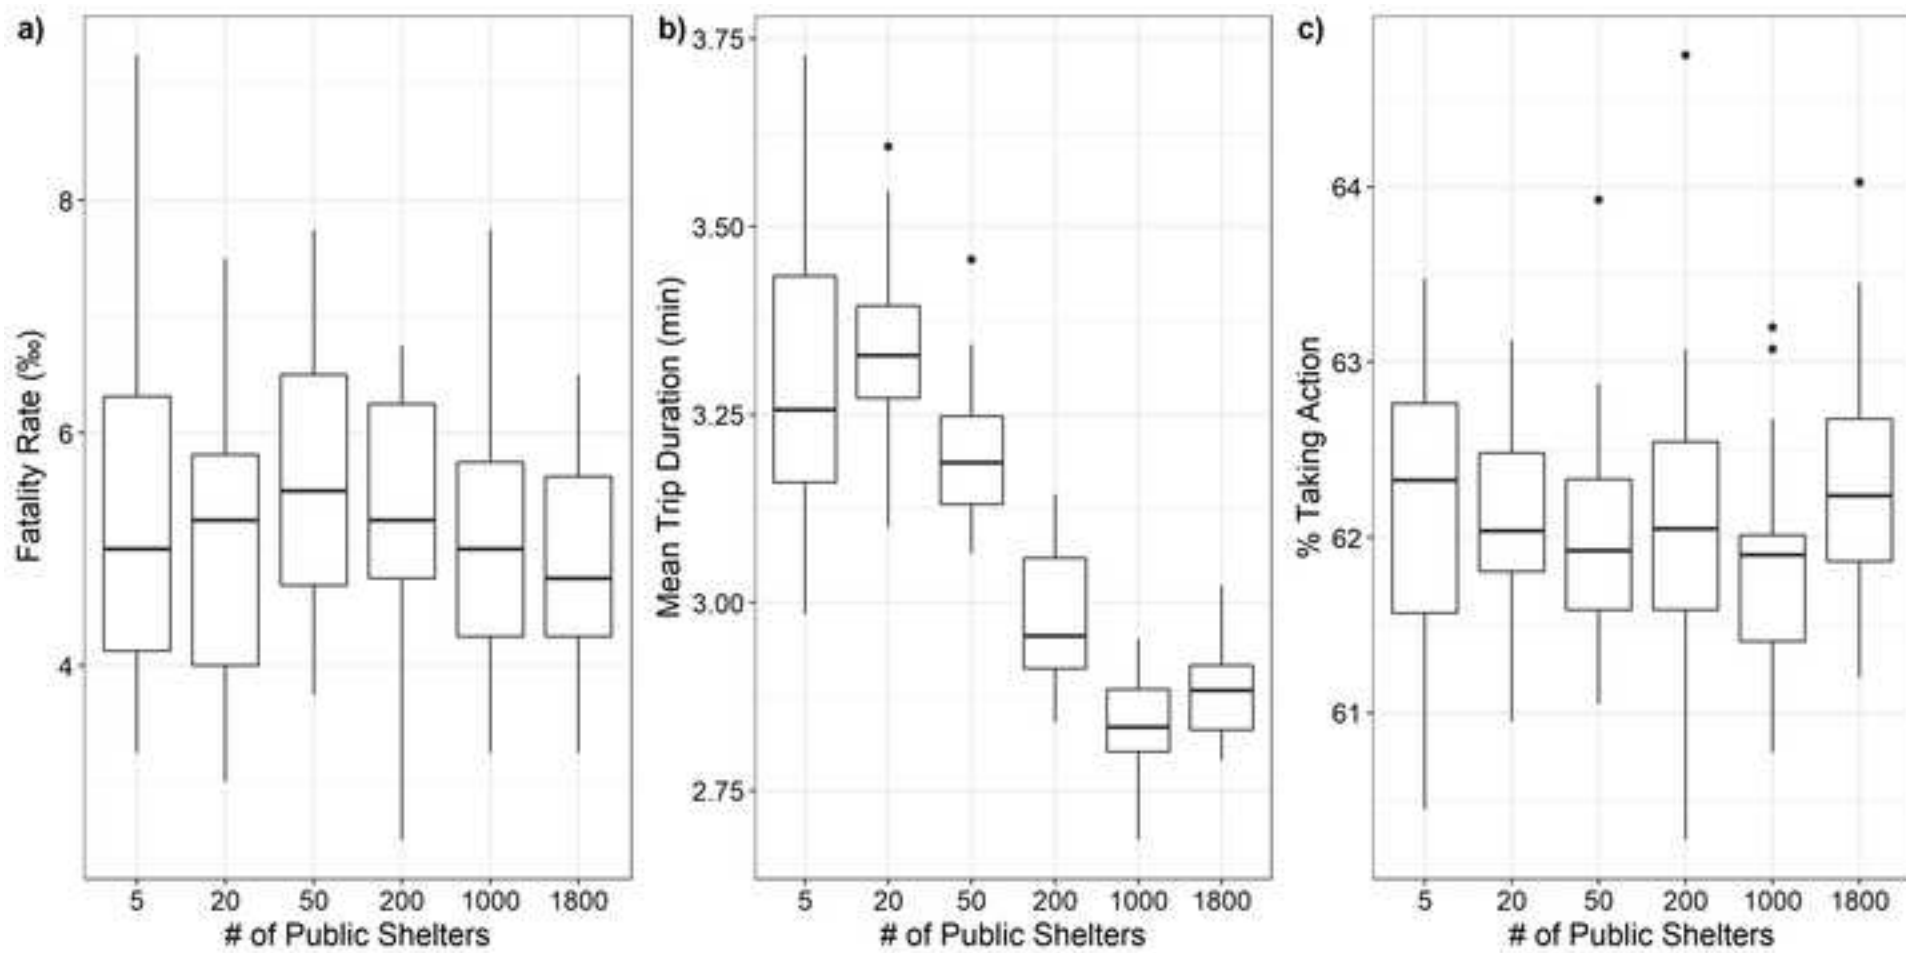 a)
Fatality Rate (‰)
8
6
4
5 20 50 200 1000 1800
# of Public Shelters
b)
Mean Trip Duration (min)
3.75
3.50
3.25
3.00
2.75
5 20 50 200 1000 1800
# of Public Shelters
c)
% Taking Action
64
63
62
61
5 20 50 200 1000 1800
# of Public Shelters